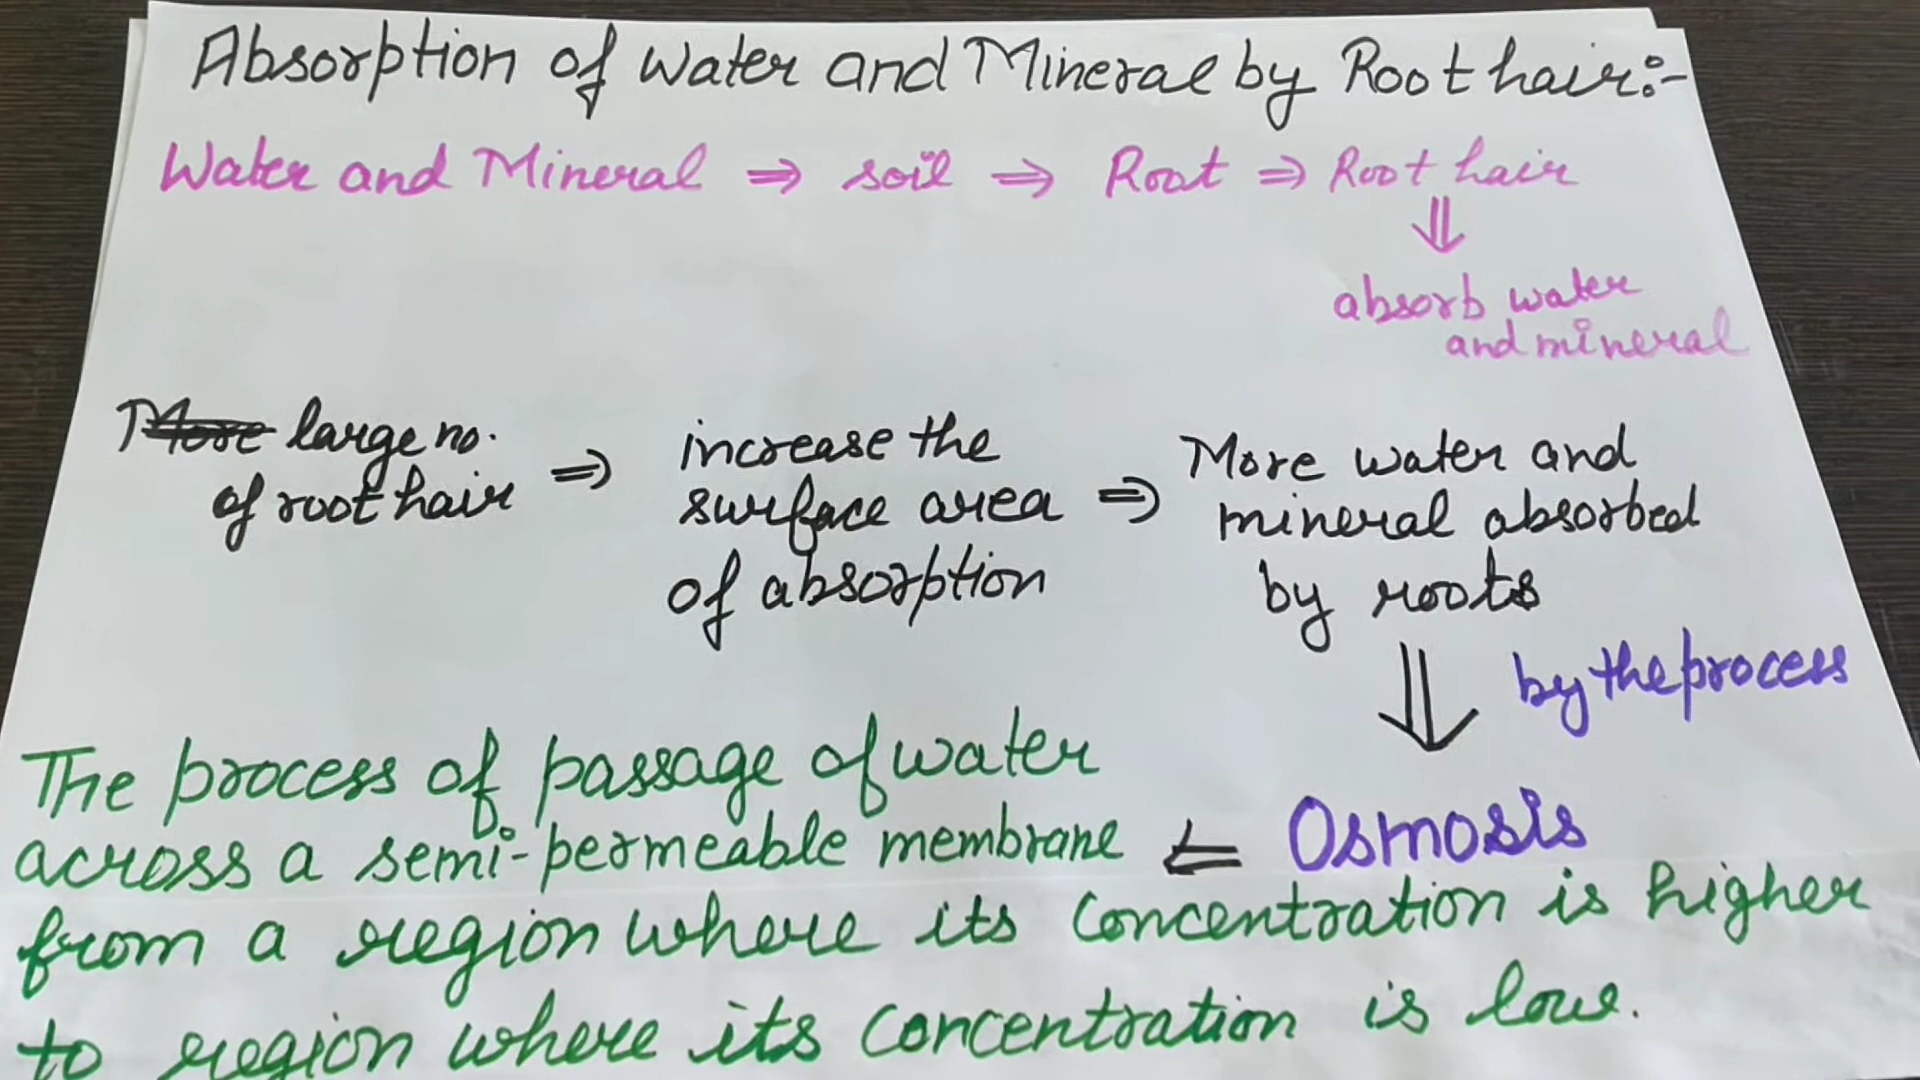 Absorption of water and Mineral by Root hair:-
Water and Mineral ⇒ soil ⇒ Root ⇒ Root hair
⇓
absorb water
and mineral
More large no.
of root hair ⇒ increase the
surface area
of absorption ⇒ More water and
mineral absorbed
by roots
⇓ by the process
Osmosis ⇐
The process of passage of water
across a semi-permeable membrane
from a region where its concentration is higher
to region where its concentration is low.